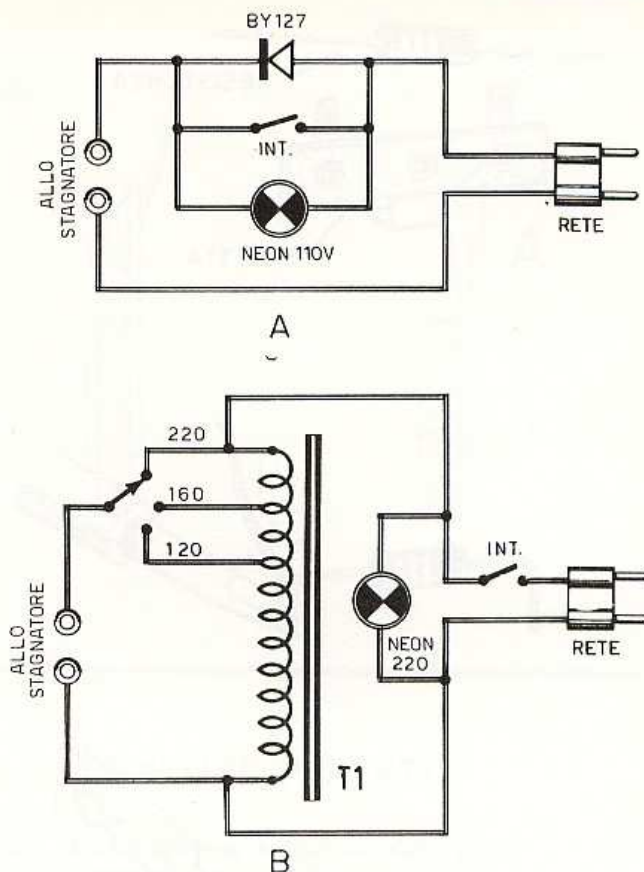 BY127
INT.
NEON 110V
ALLO
STAGNATORE
RETE
A
220
160
120
ALLO
STAGNATORE
NEON
220
INT.
RETE
T1
B